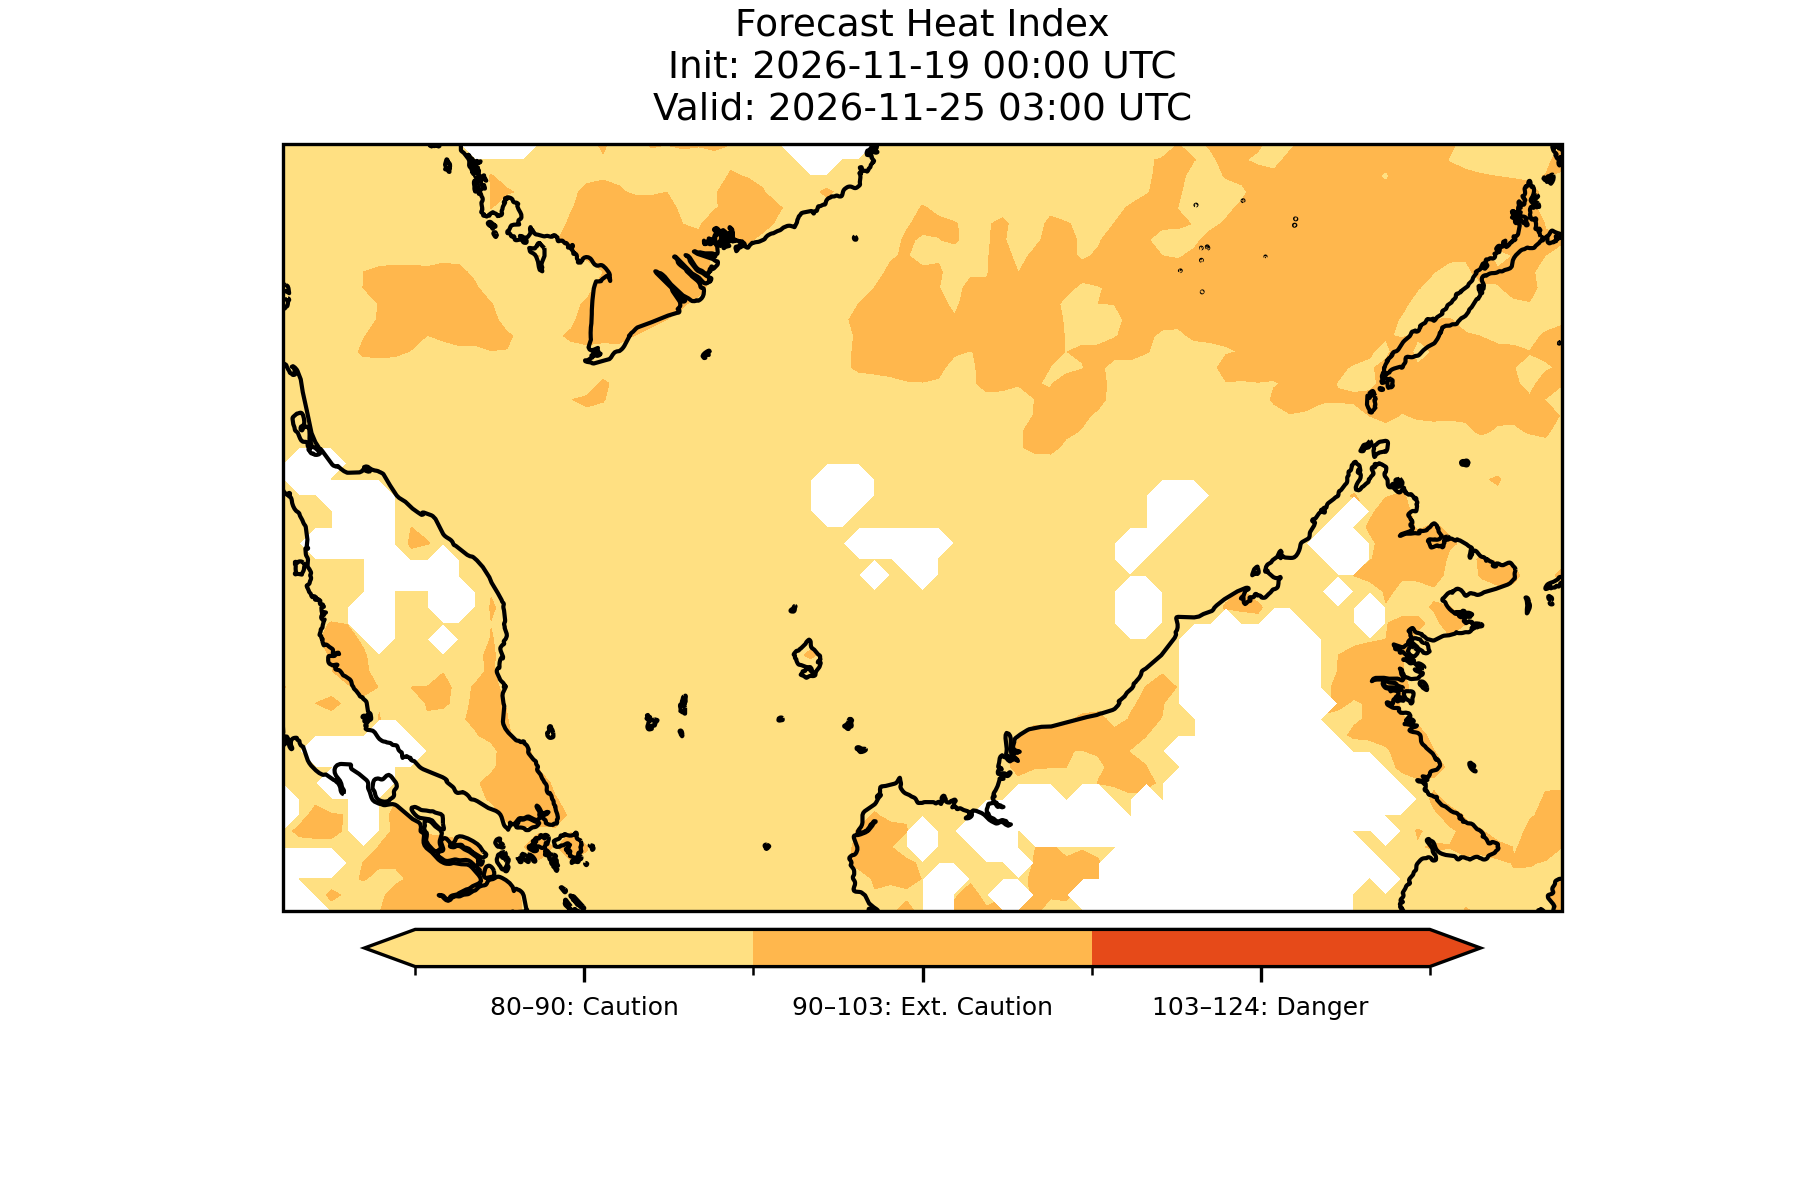 Forecast Heat Index
Init: 2026-11-19 00:00 UTC
Valid: 2026-11-25 03:00 UTC
80–90: Caution
90–103: Ext. Caution
103–124: Danger